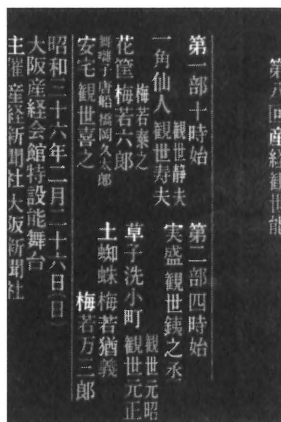 第六回産経観世能
第一部十時始
一角仙人 観世静夫
観世寿夫
梅若泰之
花筐 梅若六郎
舞囃子唐船 橋岡久太郎
安宅 観世喜之
第二部四時始
実盛 観世銕之丞
観世元昭
草子洗小町 観世元正
土蜘蛛 梅若猶義
梅若万三郎
昭和三十六年二月二十六日(日)
大阪産経会館特設能舞台
主催産経新聞社大阪新聞社